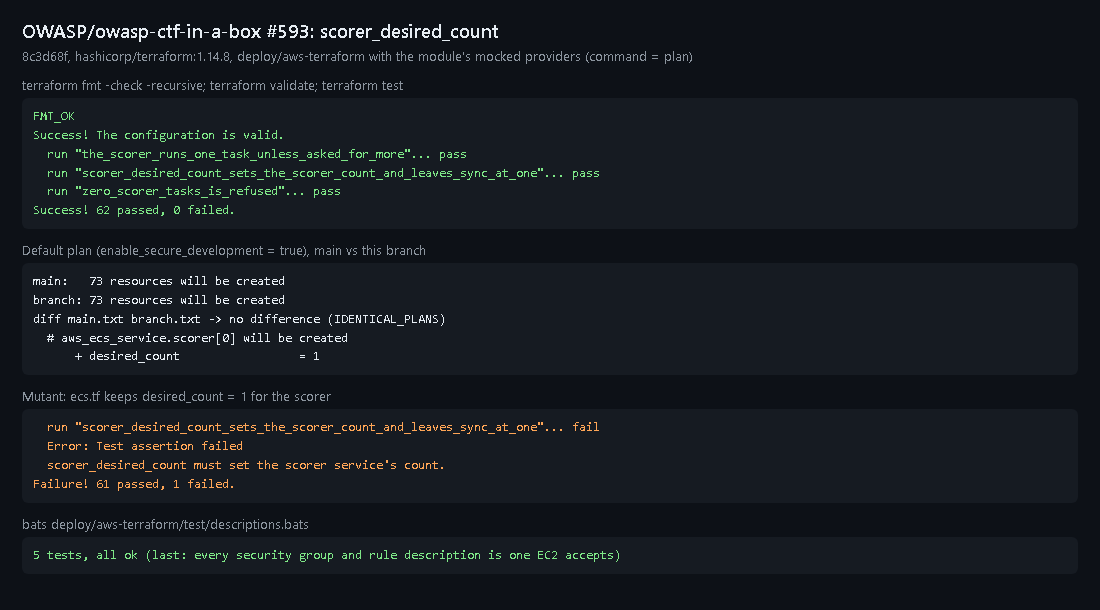 OWASP/owasp-ctf-in-a-box #593: scorer_desired_count
8c3d68f, hashicorp/terraform:1.14.8, deploy/aws-terraform with the module's mocked providers (command = plan)
terraform fmt -check -recursive; terraform validate; terraform test
FMT_OK
Success! The configuration is valid.
  run "the_scorer_runs_one_task_unless_asked_for_more"... pass
  run "scorer_desired_count_sets_the_scorer_count_and_leaves_sync_at_one"... pass
  run "zero_scorer_tasks_is_refused"... pass
Success! 62 passed, 0 failed.
Default plan (enable_secure_development = true), main vs this branch
main:   73 resources will be created
branch: 73 resources will be created
diff main.txt branch.txt -> no difference (IDENTICAL_PLANS)
  # aws_ecs_service.scorer[0] will be created
      + desired_count                 = 1
Mutant: ecs.tf keeps desired_count = 1 for the scorer
  run "scorer_desired_count_sets_the_scorer_count_and_leaves_sync_at_one"... fail
  Error: Test assertion failed
  scorer_desired_count must set the scorer service's count.
Failure! 61 passed, 1 failed.
bats deploy/aws-terraform/test/descriptions.bats
5 tests, all ok (last: every security group and rule description is one EC2 accepts)